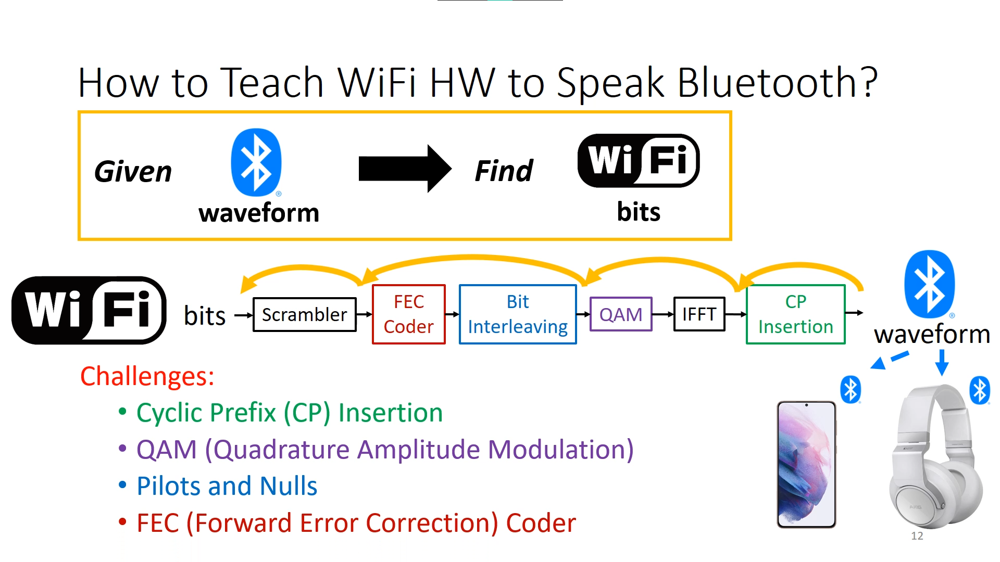 How to Teach WiFi HW to Speak Bluetooth?
Given
waveform
Find
Wi Fi
bits
Wi Fi
bits
Scrambler
FEC
Coder
Bit
Interleaving
QAM
IFFT
CP
Insertion
waveform
Challenges:
• Cyclic Prefix (CP) Insertion
• QAM (Quadrature Amplitude Modulation)
• Pilots and Nulls
• FEC (Forward Error Correction) Coder
AKG
12